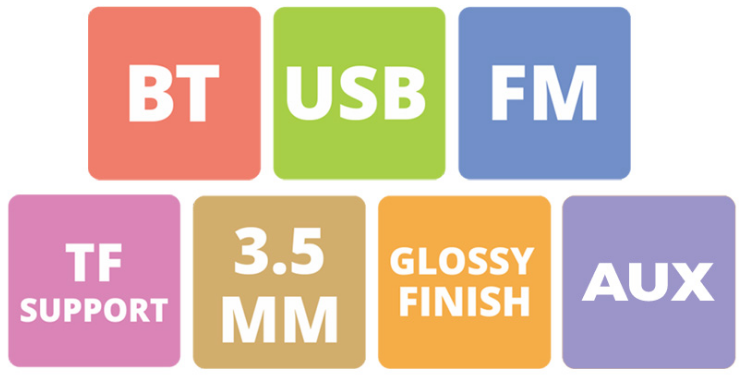 BT
USB
FM
TF
SUPPORT
3.5
MM
GLOSSY
FINISH
AUX